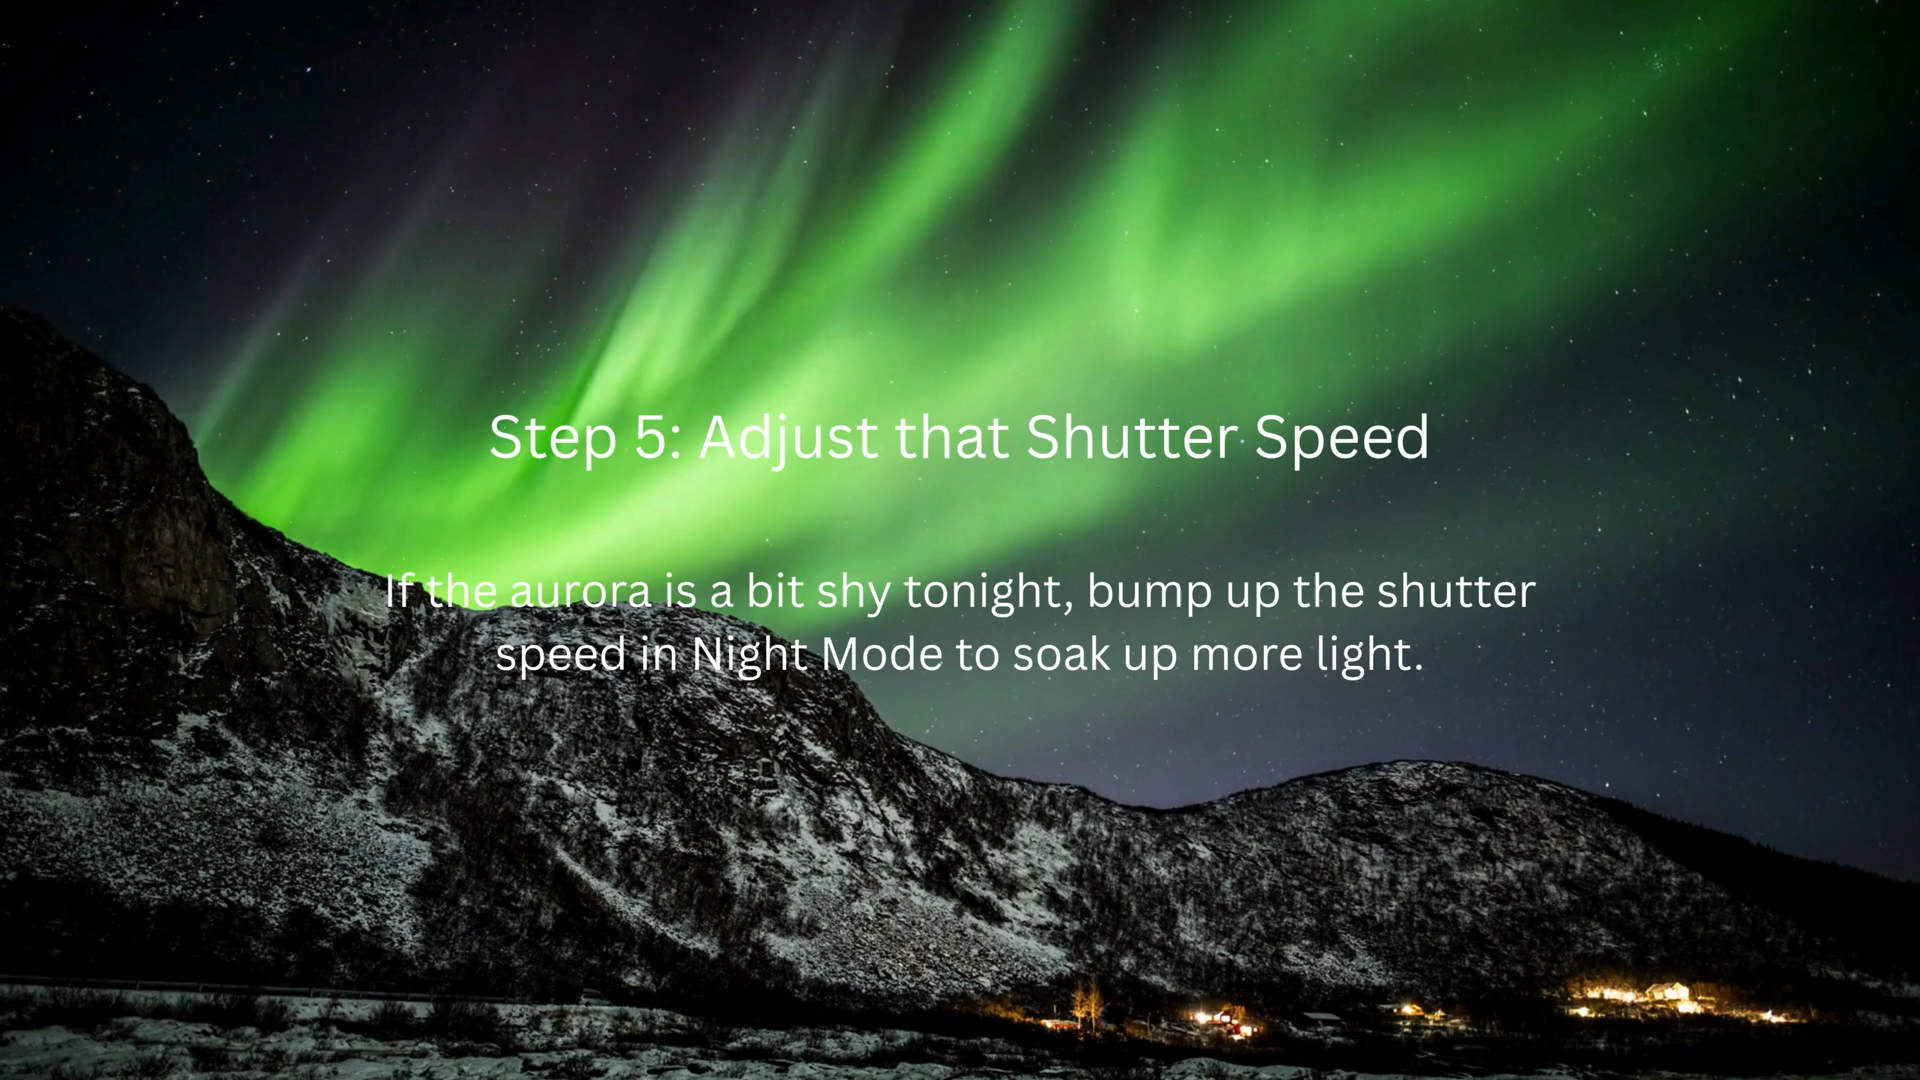 Step 5: Adjust that Shutter Speed
If the aurora is a bit shy tonight, bump up the shutter
speed in Night Mode to soak up more light.